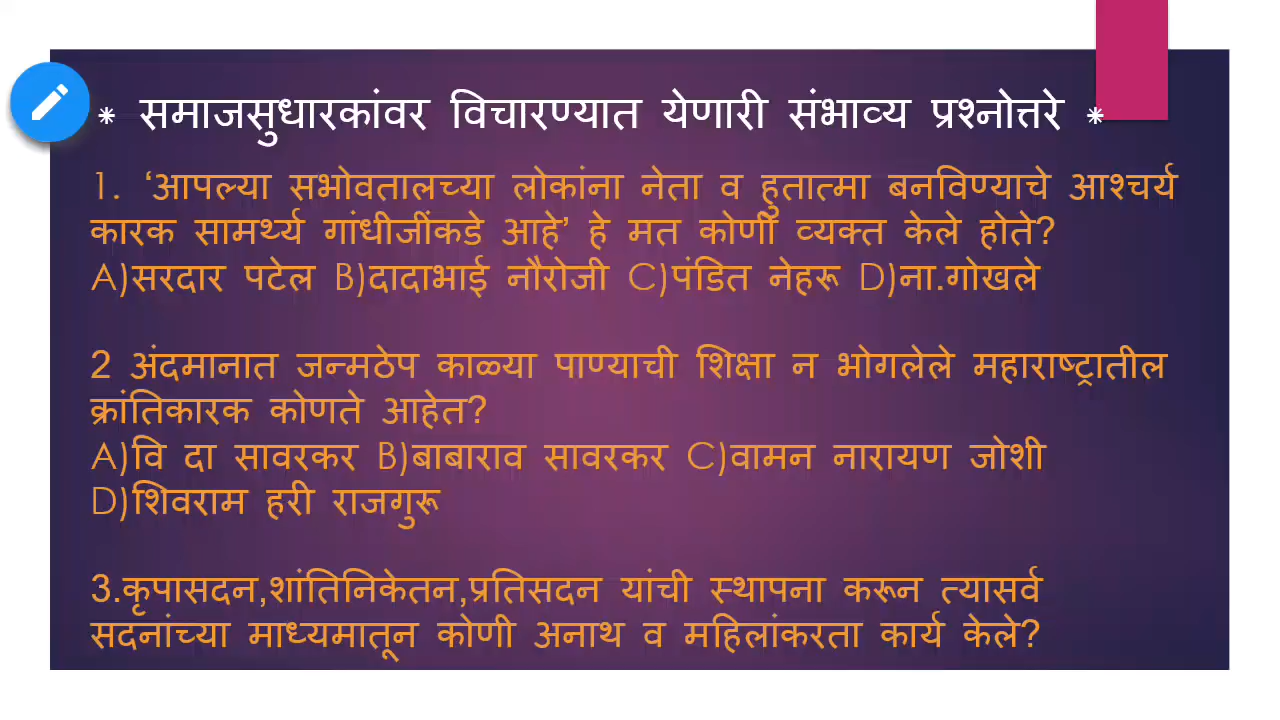 * समाजसुधारकांवर विचारण्यात येणारी संभाव्य प्रश्नोत्तरे *
1. ‘आपल्या सभोवतालच्या लोकांना नेता व हुतात्मा बनविण्याचे आश्चर्य
कारक सामर्थ्य गांधीजींकडे आहे’ हे मत कोणी व्यक्त केले होते?
A)सरदार पटेल B)दादाभाई नौरोजी C)पंडित नेहरू D)ना.गोखले
2 अंदमानात जन्मठेप काळ्या पाण्याची शिक्षा न भोगलेले महाराष्ट्रातील
क्रांतिकारक कोणते आहेत?
A)वि दा सावरकर B)बाबाराव सावरकर C)वामन नारायण जोशी
D)शिवराम हरी राजगुरू
3.कृपासदन,शांतिनिकेतन,प्रतिसदन यांची स्थापना करून त्यासर्व
सदनांच्या माध्यमातून कोणी अनाथ व महिलांकरता कार्य केले?